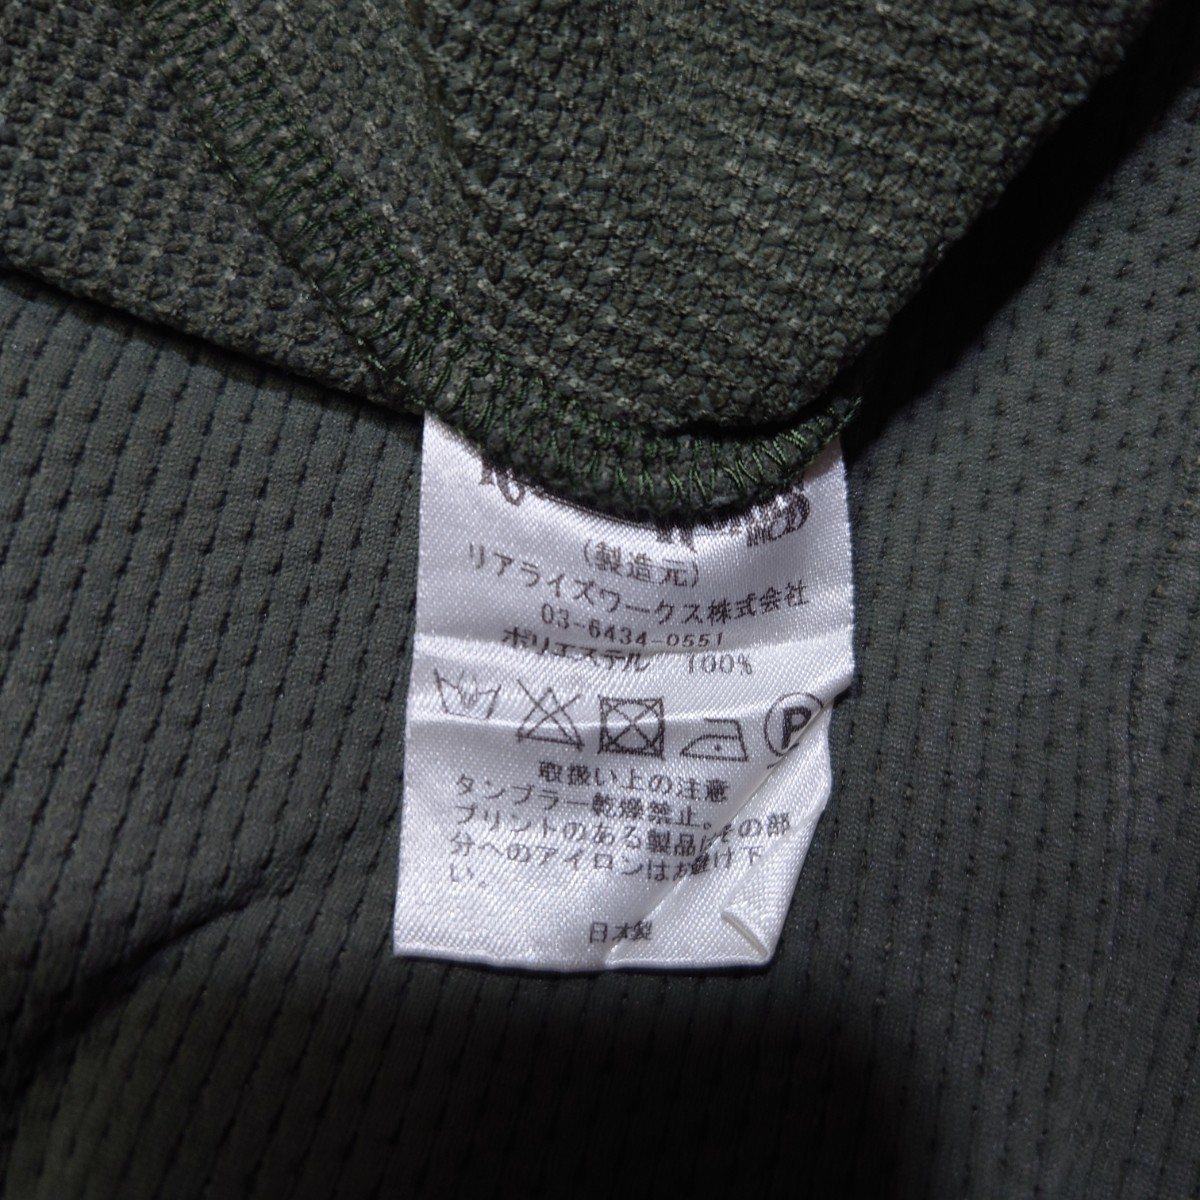 (製造元)
リアライズワークス株式会社
03-6434-0551
ポリエステル 100%
P
取扱い上の注意
タンブラー乾燥禁止。
プリントのある製品はその部
分へのアイロンはお避け下
い。
日本製